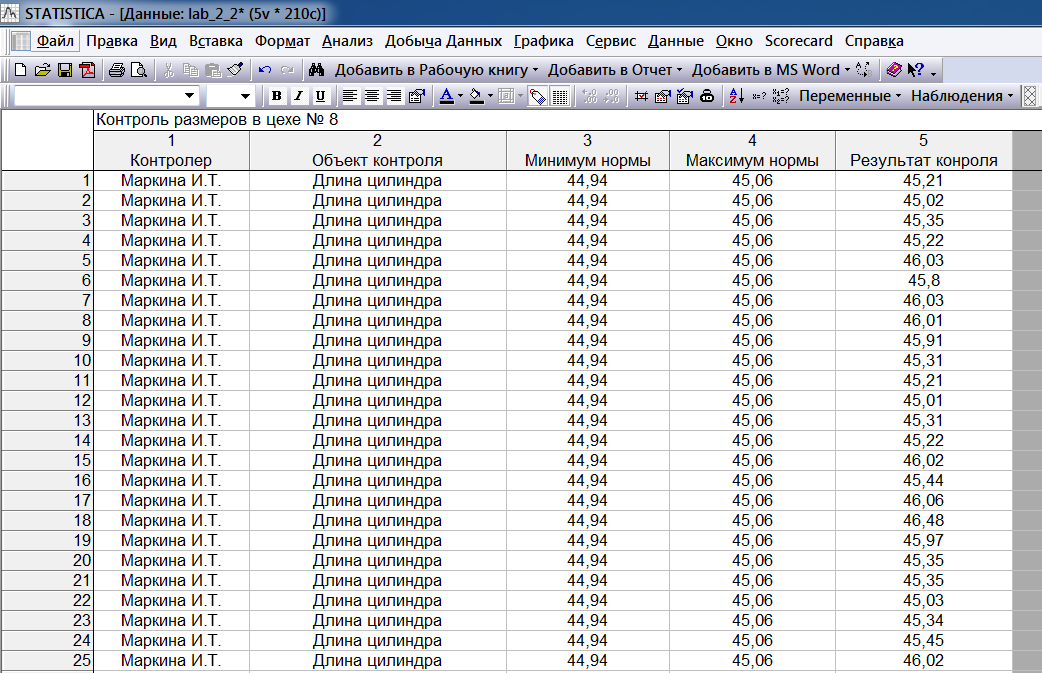 STATISTICA - [Данные: lab_2_2* (5v * 210c)]
Файл Правка Вид Вставка Формат Анализ Добыча Данных Графика Сервис Данные Окно Scorecard Справка
Добавить в Рабочую книгу Добавить в Отчет Добавить в MS Word
B I U A Переменные Наблюдения
Контроль размеров в цехе № 8
1 2 3 4 5
Контролер Объект контроля Минимум нормы Максимум нормы Результат конроля
1 Маркина И.Т. Длина цилиндра 44,94 45,06 45,21
2 Маркина И.Т. Длина цилиндра 44,94 45,06 45,02
3 Маркина И.Т. Длина цилиндра 44,94 45,06 45,35
4 Маркина И.Т. Длина цилиндра 44,94 45,06 45,22
5 Маркина И.Т. Длина цилиндра 44,94 45,06 46,03
6 Маркина И.Т. Длина цилиндра 44,94 45,06 45,8
7 Маркина И.Т. Длина цилиндра 44,94 45,06 46,03
8 Маркина И.Т. Длина цилиндра 44,94 45,06 46,01
9 Маркина И.Т. Длина цилиндра 44,94 45,06 45,91
10 Маркина И.Т. Длина цилиндра 44,94 45,06 45,31
11 Маркина И.Т. Длина цилиндра 44,94 45,06 45,21
12 Маркина И.Т. Длина цилиндра 44,94 45,06 45,01
13 Маркина И.Т. Длина цилиндра 44,94 45,06 45,31
14 Маркина И.Т. Длина цилиндра 44,94 45,06 45,22
15 Маркина И.Т. Длина цилиндра 44,94 45,06 46,02
16 Маркина И.Т. Длина цилиндра 44,94 45,06 45,44
17 Маркина И.Т. Длина цилиндра 44,94 45,06 46,06
18 Маркина И.Т. Длина цилиндра 44,94 45,06 46,48
19 Маркина И.Т. Длина цилиндра 44,94 45,06 45,97
20 Маркина И.Т. Длина цилиндра 44,94 45,06 45,35
21 Маркина И.Т. Длина цилиндра 44,94 45,06 45,35
22 Маркина И.Т. Длина цилиндра 44,94 45,06 45,03
23 Маркина И.Т. Длина цилиндра 44,94 45,06 45,34
24 Маркина И.Т. Длина цилиндра 44,94 45,06 45,45
25 Маркина И.Т. Длина цилиндра 44,94 45,06 46,02